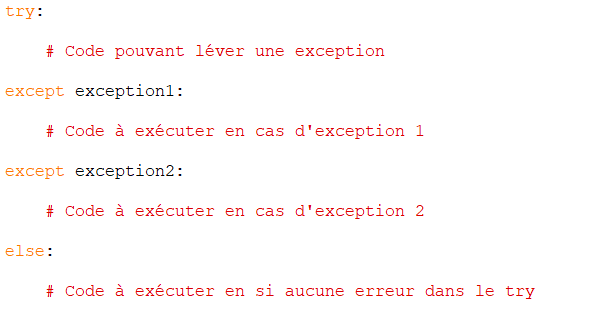 try:
    # Code pouvant léver une exception
except exception1:
    # Code à exécuter en cas d'exception 1
except exception2:
    # Code à exécuter en cas d'exception 2
else:
    # Code à exécuter en si aucune erreur dans le try